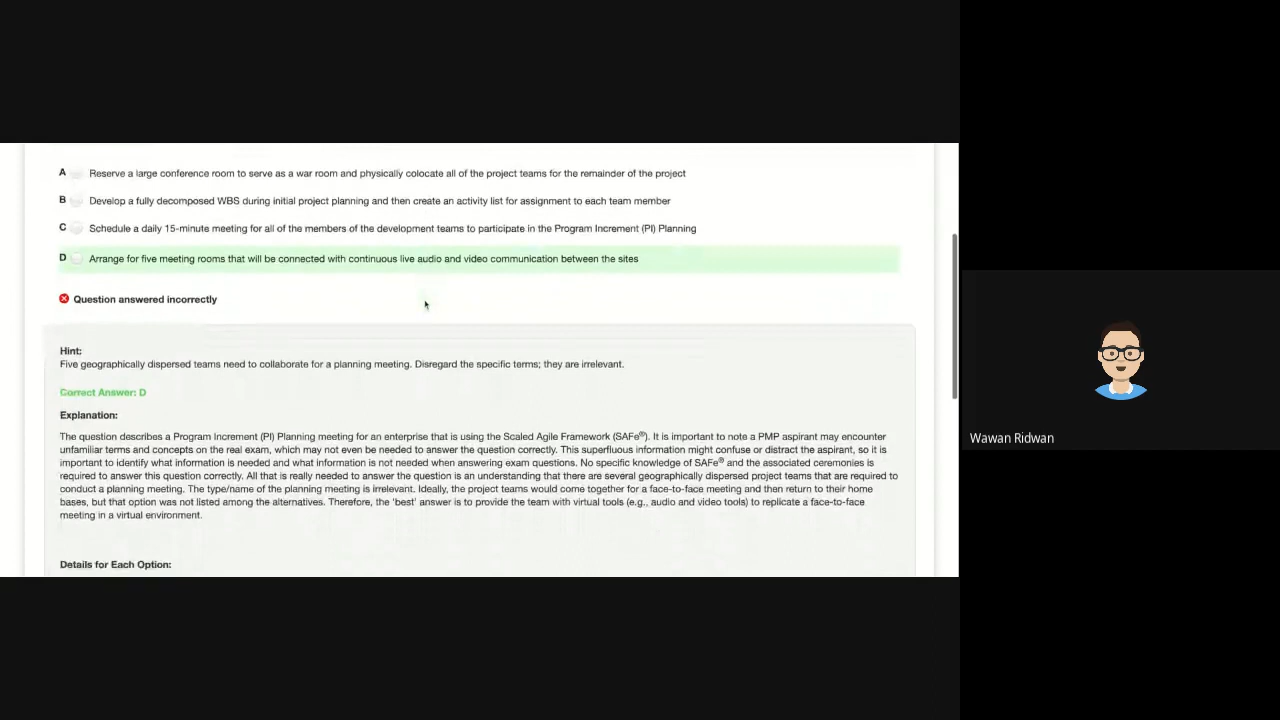 A Reserve a large conference room to serve as a war room and physically colocate all of the project teams for the remainder of the project
B Develop a fully decomposed WBS during initial project planning and then create an activity list for assignment to each team member
C Schedule a daily 15-minute meeting for all of the members of the development teams to participate in the Program Increment (PI) Planning
D Arrange for five meeting rooms that will be connected with continuous live audio and video communication between the sites
Question answered incorrectly
Hint:
Five geographically dispersed teams need to collaborate for a planning meeting. Disregard the specific terms; they are irrelevant.
Correct Answer: D
Explanation:
The question describes a Program Increment (PI) Planning meeting for an enterprise that is using the Scaled Agile Framework (SAFe®). It is important to note a PMP aspirant may encounter
unfamiliar terms and concepts on the real exam, which may not even be needed to answer the question correctly. This superfluous information might confuse or distract the aspirant, so it is
important to identify what information is needed and what information is not needed when answering exam questions. No specific knowledge of SAFe® and the associated ceremonies is
required to answer this question correctly. All that is really needed to answer the question is an understanding that there are several geographically dispersed project teams that are required to
conduct a planning meeting. The type/name of the planning meeting is irrelevant. Ideally, the project teams would come together for a face-to-face meeting and then return to their home
bases, but that option was not listed among the alternatives. Therefore, the 'best' answer is to provide the team with virtual tools (e.g., audio and video tools) to replicate a face-to-face
meeting in a virtual environment.
Details for Each Option:
Wawan Ridwan